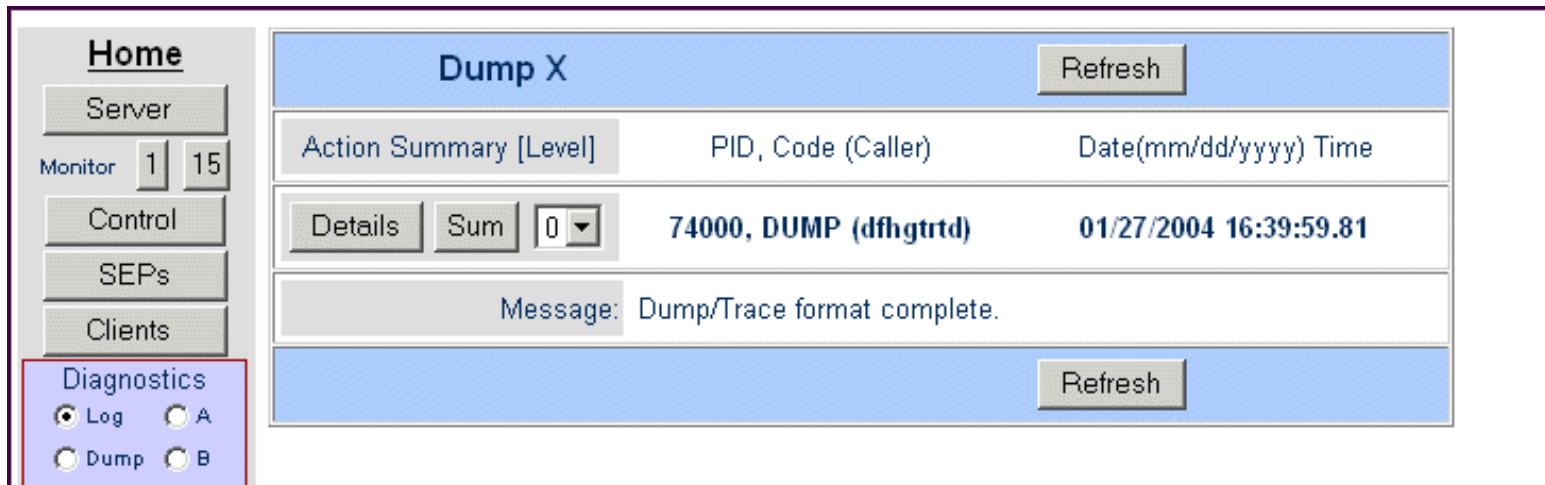 Home
Server
Monitor 1 15
Control
SEPs
Clients
Diagnostics
Log A
Dump B
Dump X Refresh
Action Summary [Level] PID, Code (Caller) Date(mm/dd/yyyy) Time
Details Sum 0 74000, DUMP (dfhgtrtd) 01/27/2004 16:39:59.81
Message: Dump/Trace format complete.
Refresh